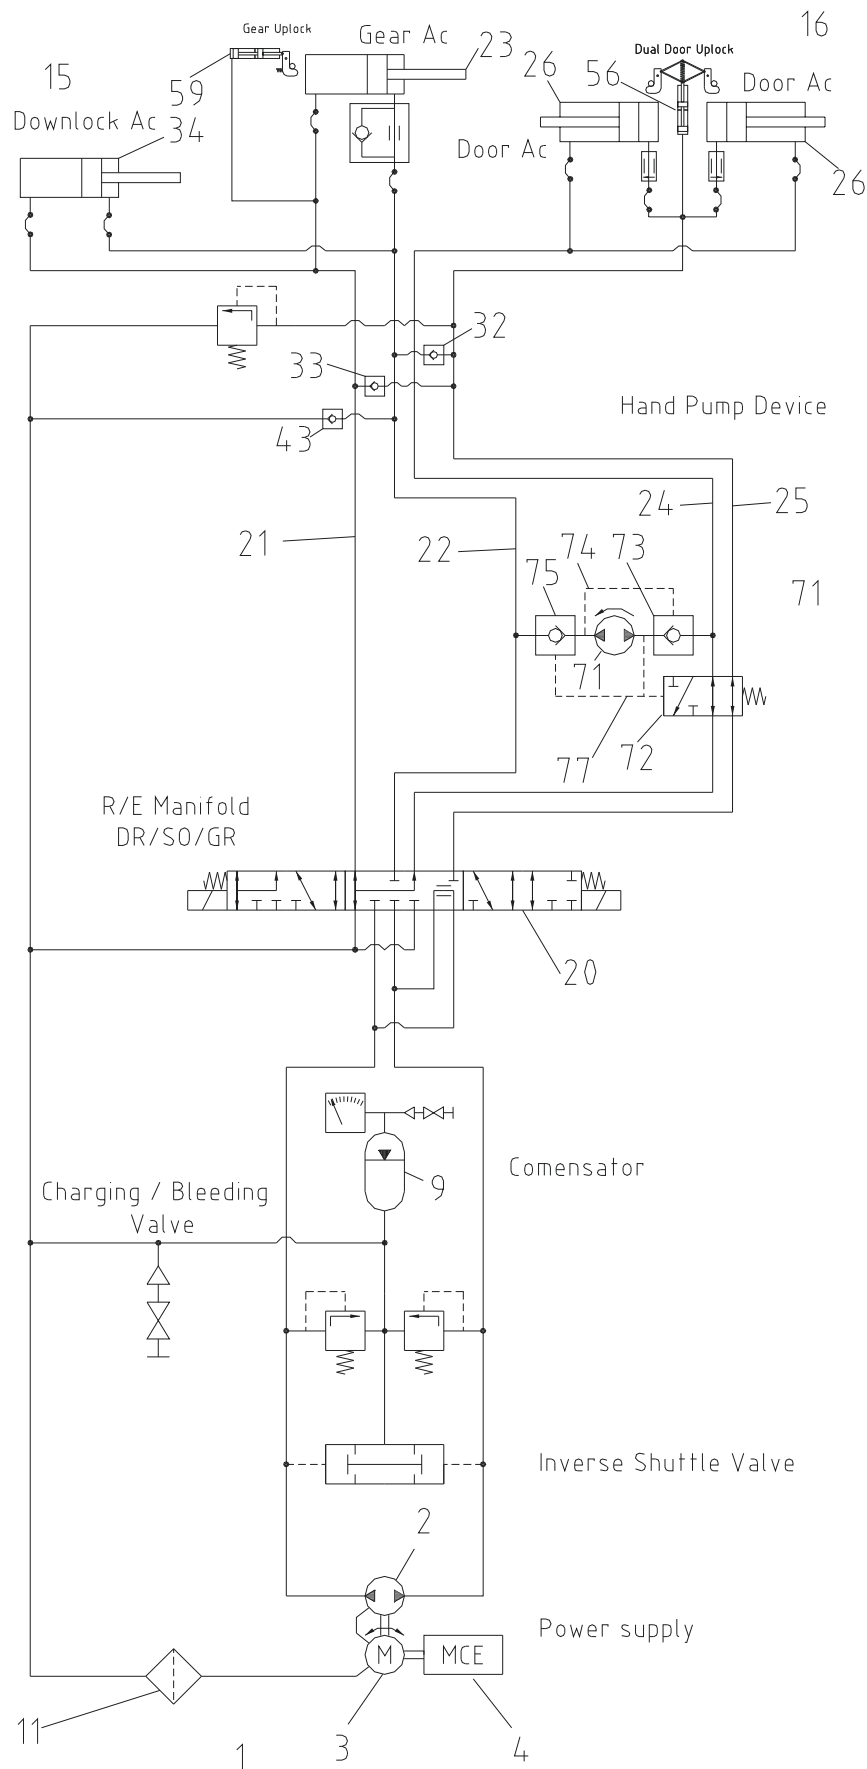 16
Gear Uplock
Gear Ac
23
Dual Door Uplock
15
59
26
56
Door Ac
Downlock Ac
34
Door Ac
26
32
33
43
Hand Pump Device
21
22
24
25
74
73
75
71
71
72
77
R/E Manifold
DR/SO/GR
20
9
Comensator
Charging / Bleeding
Valve
Inverse Shuttle Valve
2
Power supply
M
MCE
11
3
4
1